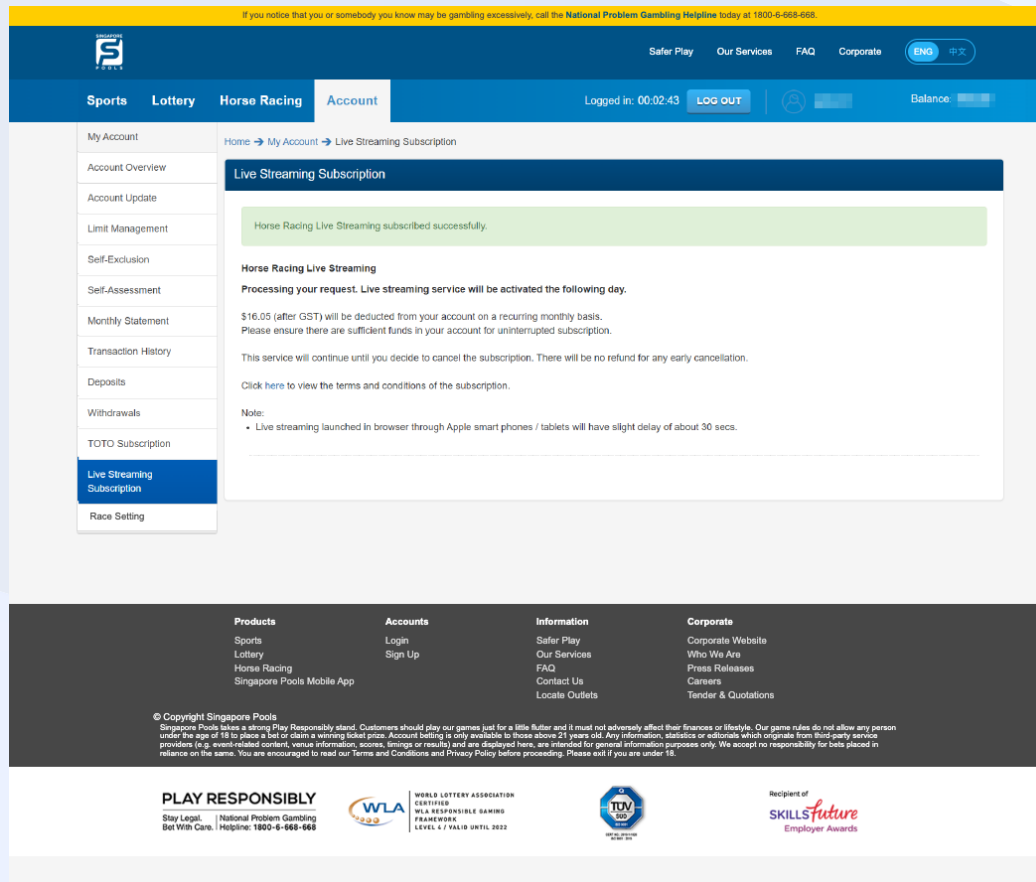 If you notice that you or somebody you know may be gambling excessively, call the National Problem Gambling Helpline today at 1800-6-668-668.
SINGAPORE
POOLS
Safer Play Our Services FAQ Corporate ENG 中文
Sports Lottery Horse Racing Account Logged in: 00:02:43 LOG OUT Balance:
My Account
Home → My Account → Live Streaming Subscription
Account Overview
Account Update
Limit Management
Self-Exclusion
Self-Assessment
Monthly Statement
Transaction History
Deposits
Withdrawals
TOTO Subscription
Live Streaming
Subscription
Race Setting
Live Streaming Subscription
Horse Racing Live Streaming subscribed successfully.
Horse Racing Live Streaming
Processing your request. Live streaming service will be activated the following day.
$16.05 (after GST) will be deducted from your account on a recurring monthly basis.
Please ensure there are sufficient funds in your account for uninterrupted subscription.
This service will continue until you decide to cancel the subscription. There will be no refund for any early cancellation.
Click here to view the terms and conditions of the subscription.
Note:
• Live streaming launched in browser through Apple smart phones / tablets will have slight delay of about 30 secs.
Products Accounts Information Corporate
Sports Login Safer Play Corporate Website
Lottery Sign Up Our Services Who We Are
Horse Racing FAQ Press Releases
Singapore Pools Mobile App Contact Us Careers
Locate Outlets Tender & Quotations
© Copyright Singapore Pools
Singapore Pools takes a strong Play Responsibly stand. Customers should play our games just for a little flutter and it must not adversely affect their finances or lifestyle. Our game rules do not allow any person
under the age of 18 to place a bet or claim a winning ticket prize. Account betting is only available to those above 21 years old. Any information, statistics or editorials which originate from third-party service
providers (e.g. event-related content, venue information, scores, timings or results) and are displayed here, are intended for general information purposes only. We accept no responsibility for bets placed in
reliance on the same. You are encouraged to read our Terms and Conditions and Privacy Policy before proceeding. Please exit if you are under 18.
PLAY RESPONSIBLY
Stay Legal. National Problem Gambling
Bet With Care. Helpline: 1800-6-668-668
WLA
WORLD LOTTERY ASSOCIATION
CERTIFIED
WLA RESPONSIBLE GAMING
FRAMEWORK
LEVEL 4 / VALID UNTIL 2022
TÜV
SÜD
Recipient of
SKILLSfuture
Employer Awards